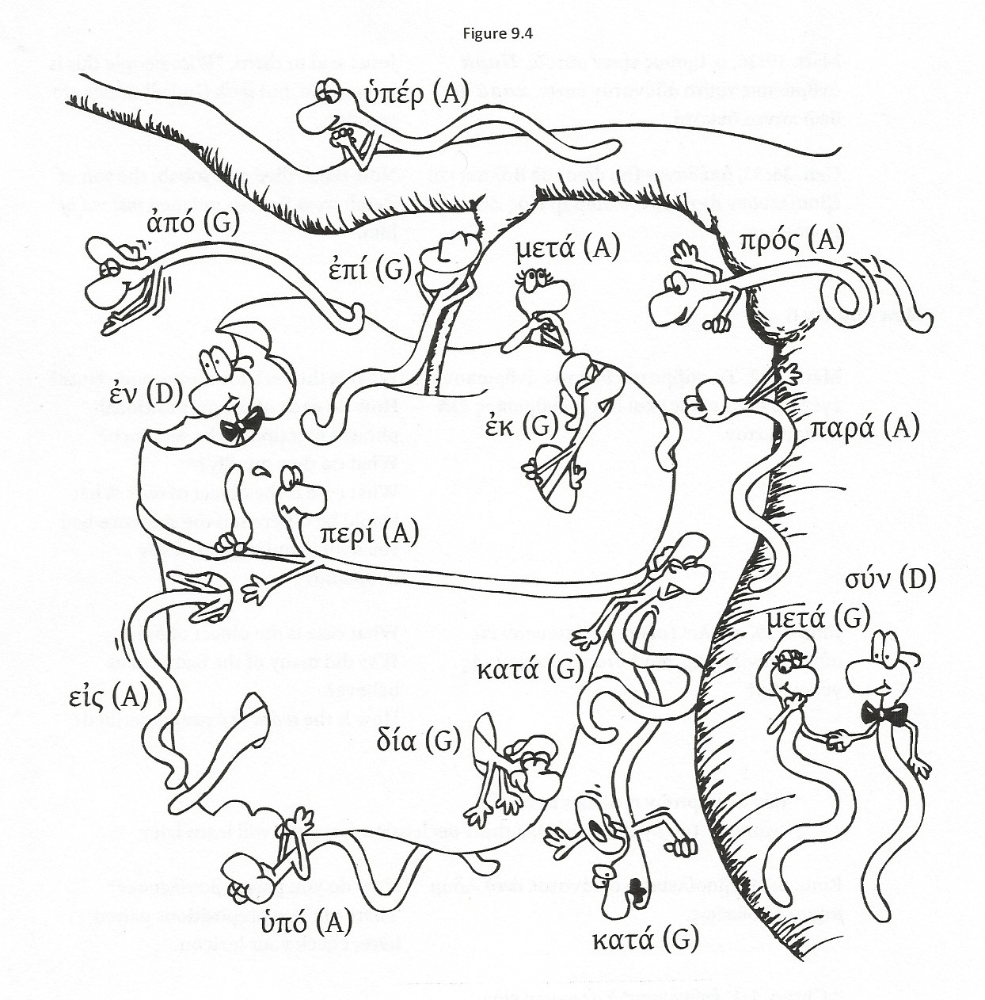 Figure 9.4
ὑπέρ (A)
ἀπό (G)
ἐπί (G)
μετά (A)
πρός (A)
ἐν (D)
ἐκ (G)
παρά (A)
περί (A)
σύν (D)
μετά (G)
κατά (G)
εἰς (A)
δία (G)
ὑπό (A)
κατά (G)